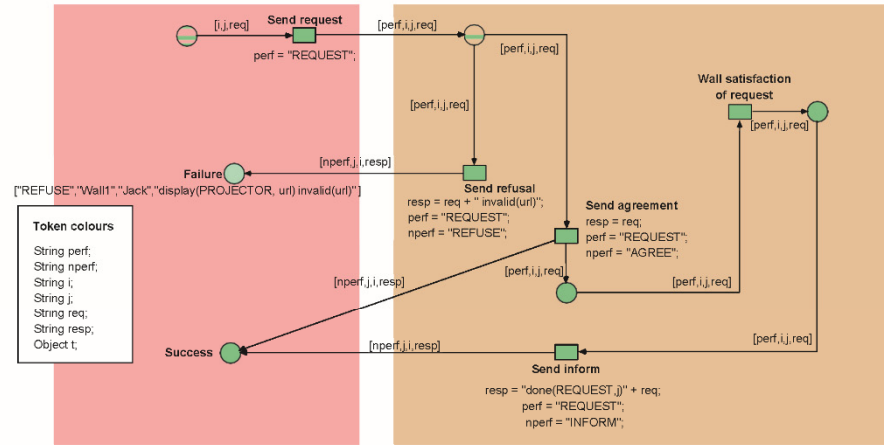 [i,j,req]
Send request
perf = "REQUEST";
[perf,i,j,req]
[perf,i,j,req]
[perf,i,j,req]
Wall satisfaction
of request
[perf,i,j,req]
Failure
[nperf,j,i,resp]
["REFUSE","Wall1","Jack","display(PROJECTOR, url) invalid(url)"]
Send refusal
resp = req + " invalid(url)";
perf = "REQUEST";
nperf = "REFUSE";
Send agreement
resp = req;
perf = "REQUEST";
nperf = "AGREE";
Token colours
String perf;
String nperf;
String i;
String j;
String req;
String resp;
Object t;
[nperf,j,i,resp]
[perf,i,j,req]
[perf,i,j,req]
[perf,i,j,req]
Success
[nperf,j,i,resp]
Send inform
resp = "done(REQUEST,j)" + req;
perf = "REQUEST";
nperf = "INFORM";